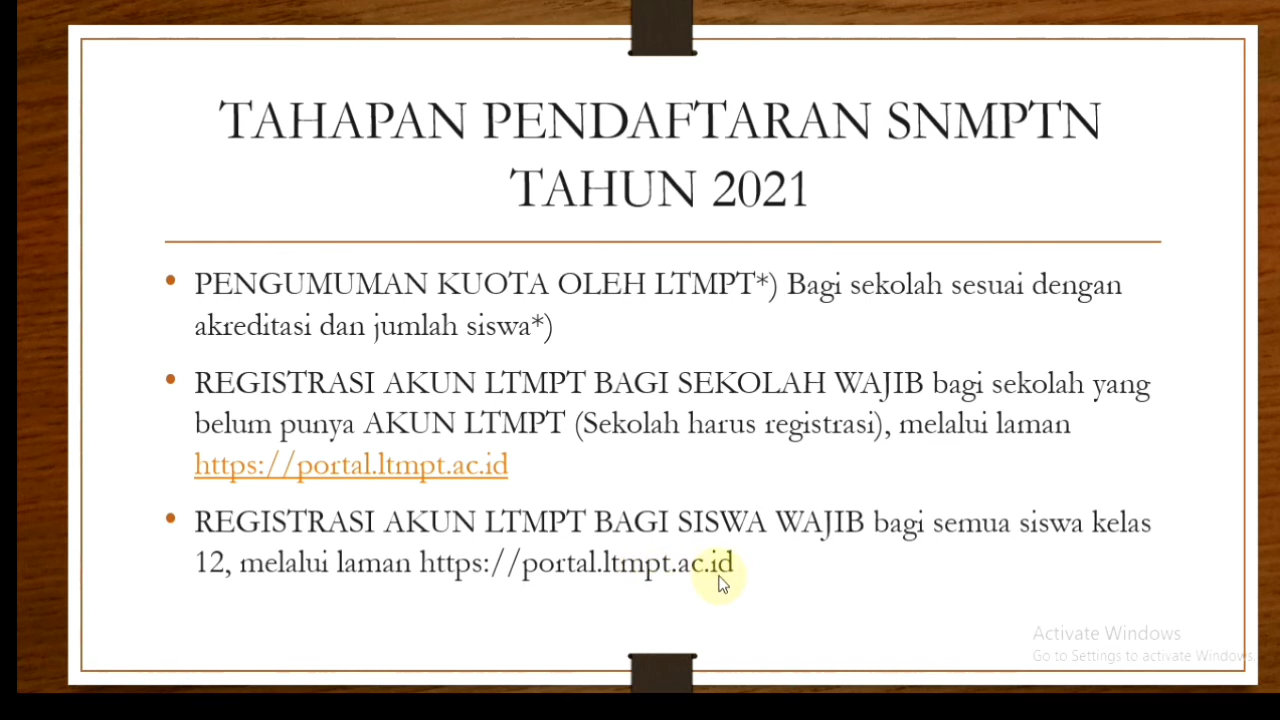 TAHAPAN PENDAFTARAN SNMPTN
TAHUN 2021
• PENGUMUMAN KUOTA OLEH LTMPT*) Bagi sekolah sesuai dengan
akreditasi dan jumlah siswa*)
• REGISTRASI AKUN LTMPT BAGI SEKOLAH WAJIB bagi sekolah yang
belum punya AKUN LTMPT (Sekolah harus registrasi), melalui laman
https://portal.ltmpt.ac.id
• REGISTRASI AKUN LTMPT BAGI SISWA WAJIB bagi semua siswa kelas
12, melalui laman https://portal.ltmpt.ac.id
Activate Windows
Go to Settings to activate Windows.